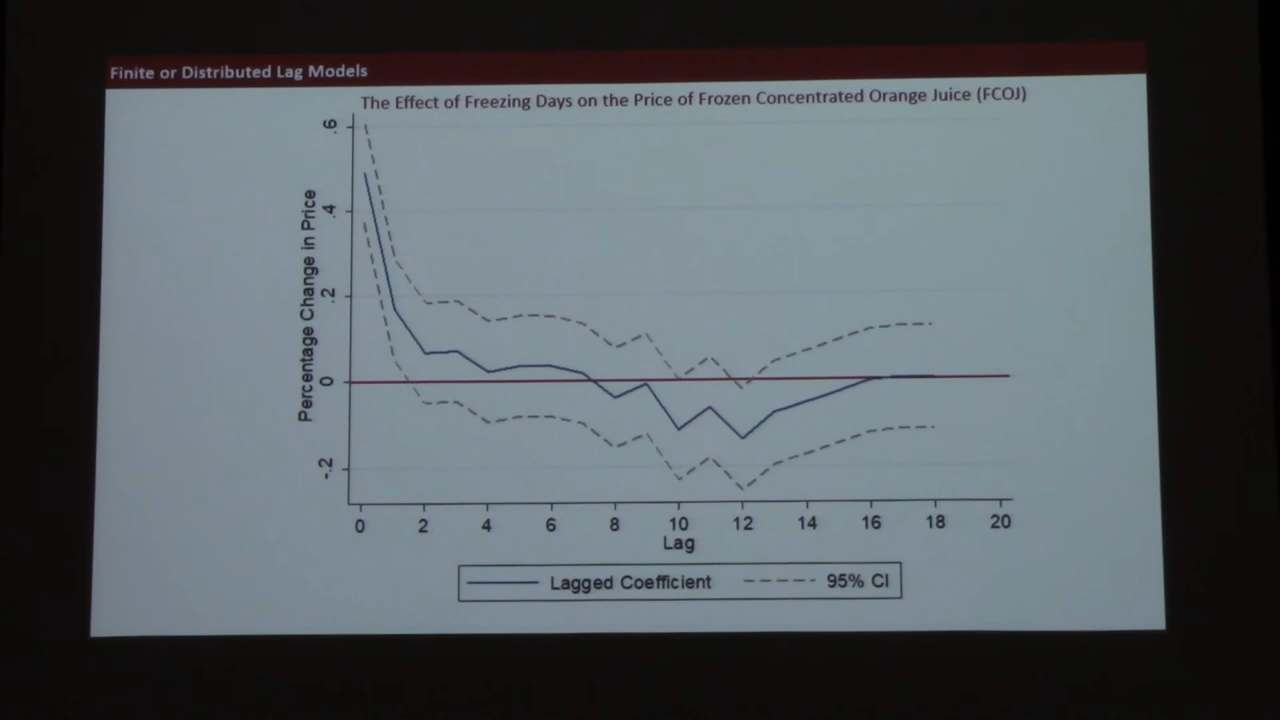 Finite or Distributed Lag Models
The Effect of Freezing Days on the Price of Frozen Concentrated Orange Juice (FCOJ)
Percentage Change in Price
.6
.4
.2
0
-.2
0 2 4 6 8 10 12 14 16 18 20
Lag
Lagged Coefficient 95% CI